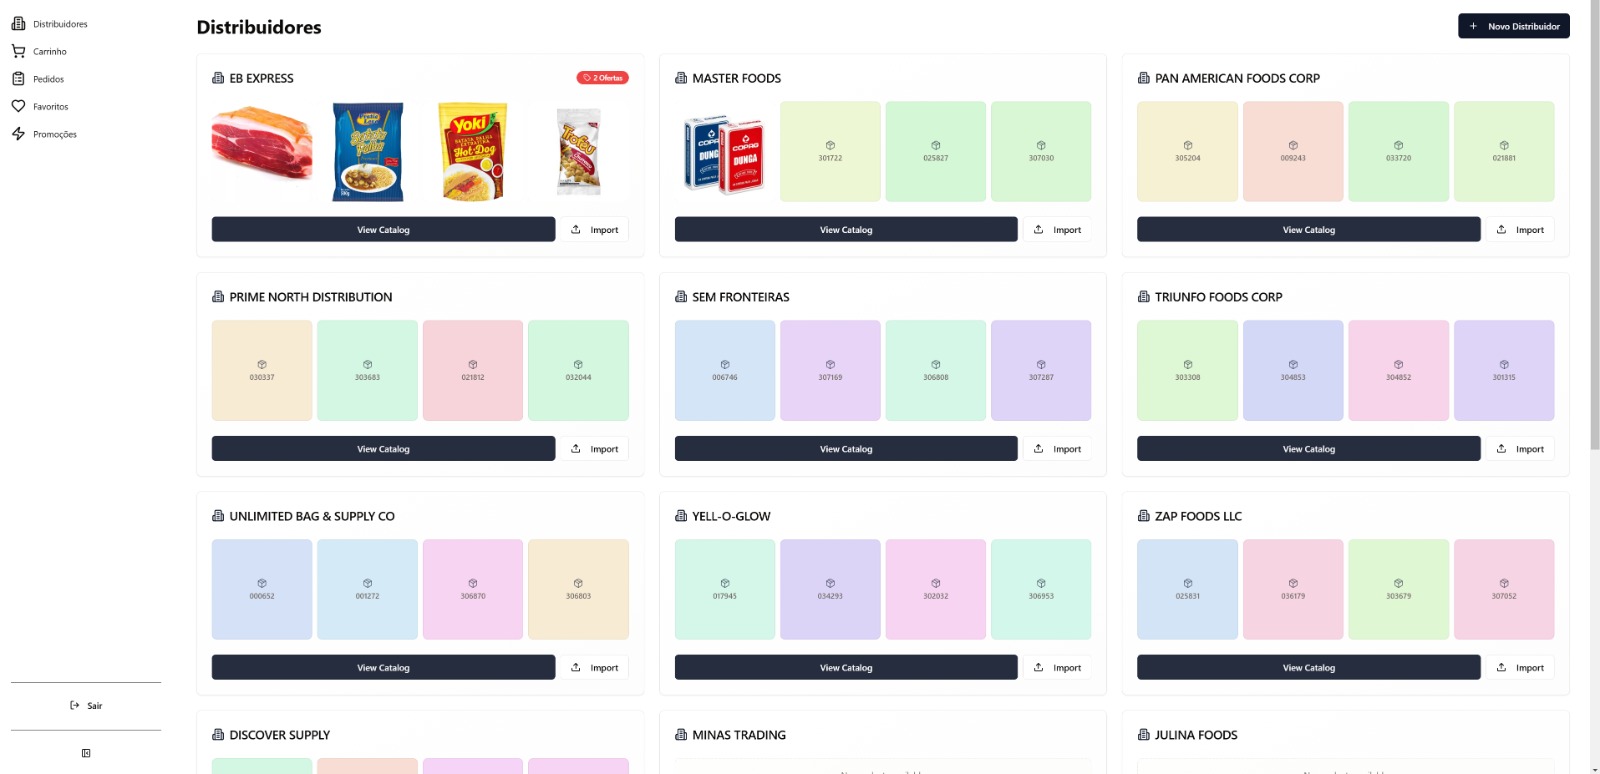 Distribuidores
Carrinho
Pedidos
Favoritos
Promoções
Sair
Distribuidores
+ Novo Distribuidor
EB EXPRESS
2 Ofertas
Yoki
Hot-Dog
View Catalog
Import
MASTER FOODS
COPAG
DUNGA
COPAG
DUNGA
301722
025827
307030
View Catalog
Import
PAN AMERICAN FOODS CORP
305204
009243
033720
021881
View Catalog
Import
PRIME NORTH DISTRIBUTION
030337
303683
021812
032044
View Catalog
Import
SEM FRONTEIRAS
006746
307169
306808
307287
View Catalog
Import
TRIUNFO FOODS CORP
303308
304853
304852
301315
View Catalog
Import
UNLIMITED BAG & SUPPLY CO
000652
001272
306870
306803
View Catalog
Import
YELL-O-GLOW
017945
034293
302032
306953
View Catalog
Import
ZAP FOODS LLC
025831
036179
303679
307052
View Catalog
Import
DISCOVER SUPPLY
MINAS TRADING
JULINA FOODS